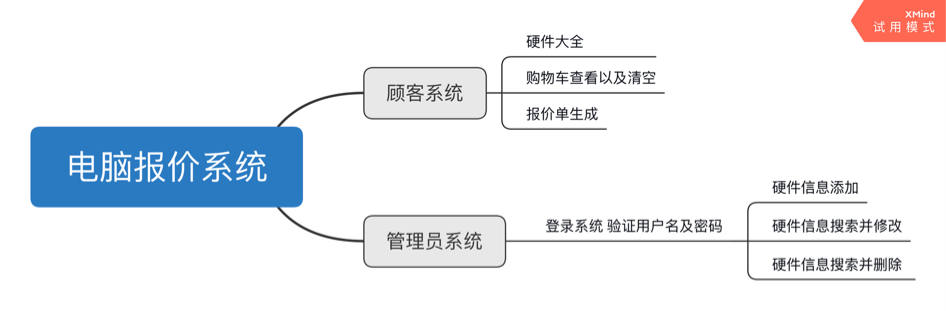 XMind
试用模式
硬件大全
购物车查看以及清空
报价单生成
顾客系统
电脑报价系统
管理员系统
登录系统 验证用户名及密码
硬件信息添加
硬件信息搜索并修改
硬件信息搜索并删除